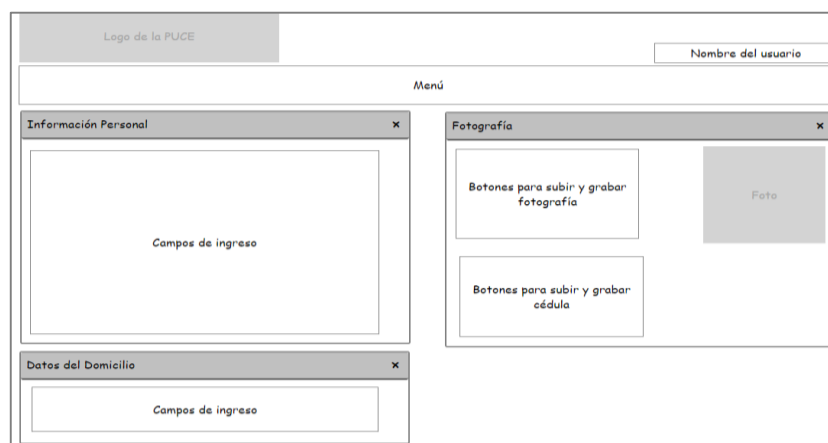 Logo de la PUCE
Nombre del usuario
Menú
Información Personal x
Campos de ingreso
Fotografía x
Botones para subir y grabar
fotografía
Foto
Botones para subir y grabar
cédula
Datos del Domicilio x
Campos de ingreso